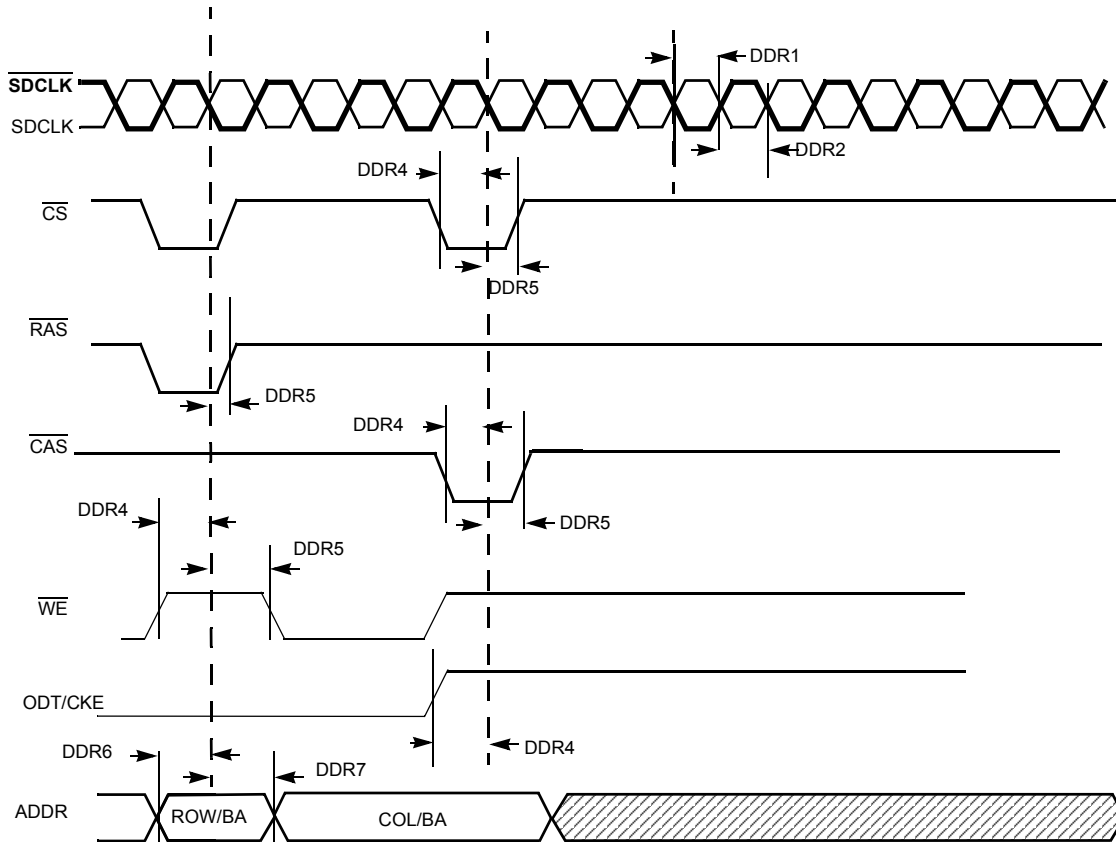 DDR1
SDCLK
SDCLK
DDR2
DDR4
CS
DDR5
RAS
DDR5
DDR4
CAS
DDR4
DDR5
DDR5
WE
ODT/CKE
DDR4
DDR6
DDR7
ADDR
ROW/BA
COL/BA